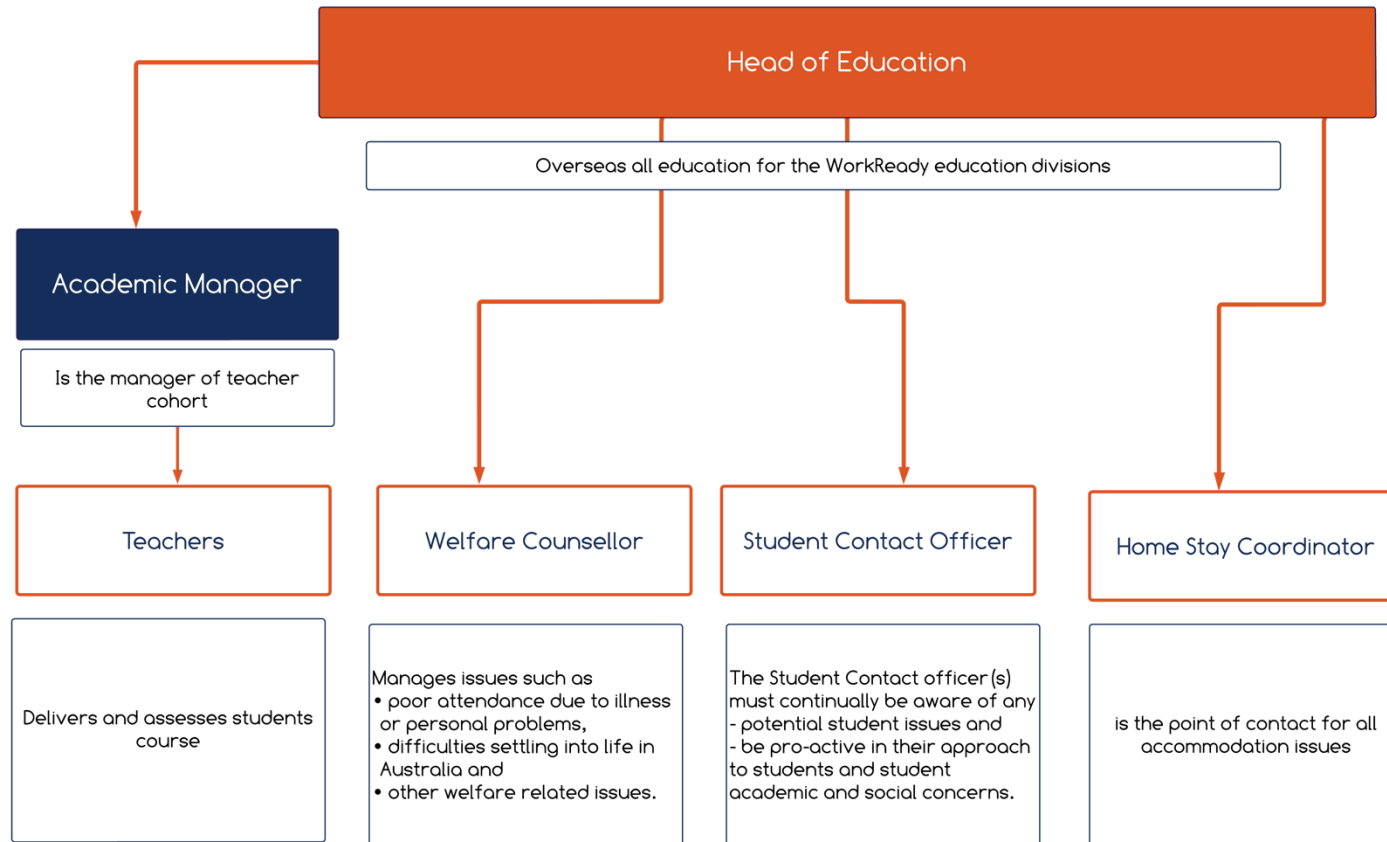 Head of Education
Overseas all education for the WorkReady education divisions
Academic Manager
Is the manager of teacher
cohort
Teachers
Welfare Counsellor
Student Contact Officer
Home Stay Coordinator
Delivers and assesses students
course
Manages issues such as
• poor attendance due to illness
or personal problems,
• difficulties settling into life in
Australia and
• other welfare related issues.
The Student Contact officer(s)
must continually be aware of any
- potential student issues and
- be pro-active in their approach
to students and student
academic and social concerns.
is the point of contact for all
accommodation issues